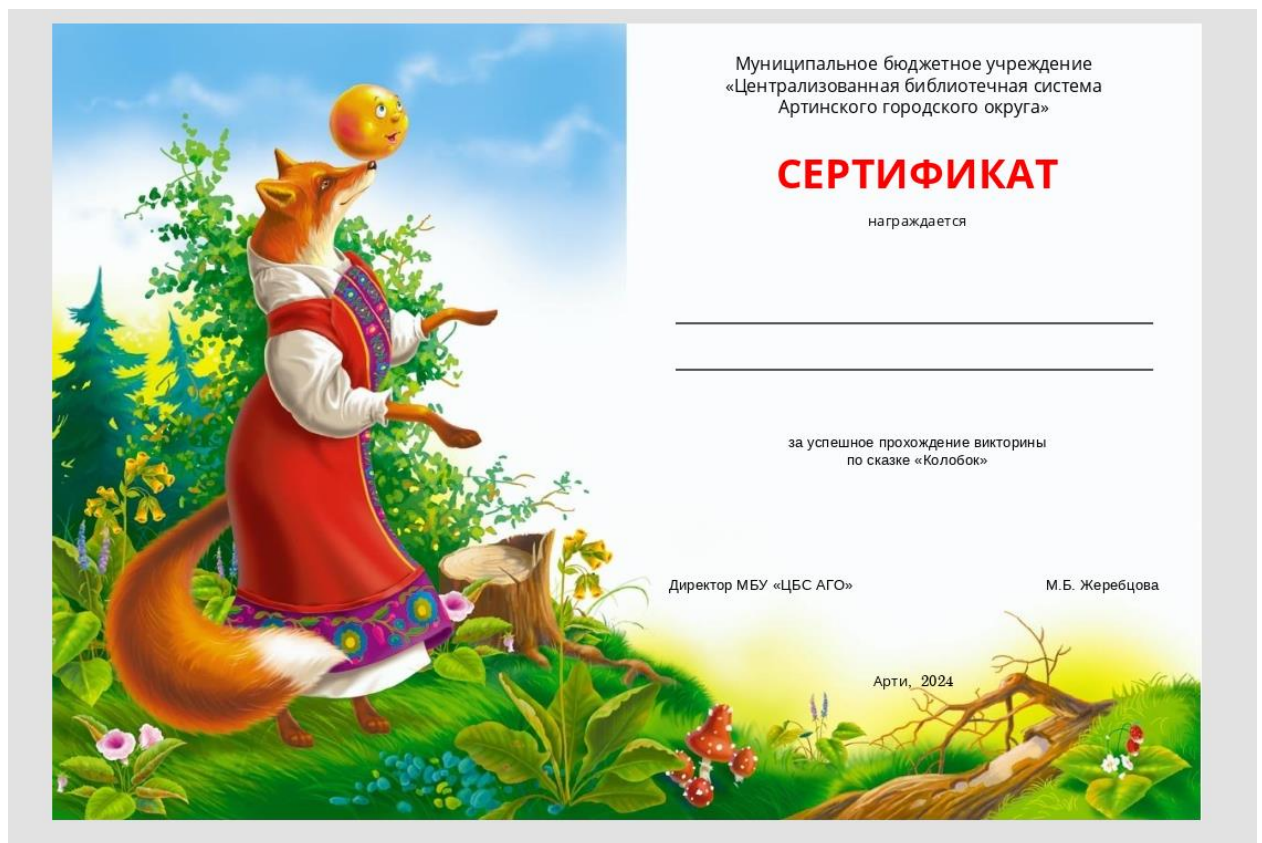 Муниципальное бюджетное учреждение
«Централизованная библиотечная система
Артинского городского округа»
СЕРТИФИКАТ
награждается
за успешное прохождение викторины
по сказке «Колобок»
Директор МБУ «ЦБС АГО» М.Б. Жеребцова
Арти, 2024